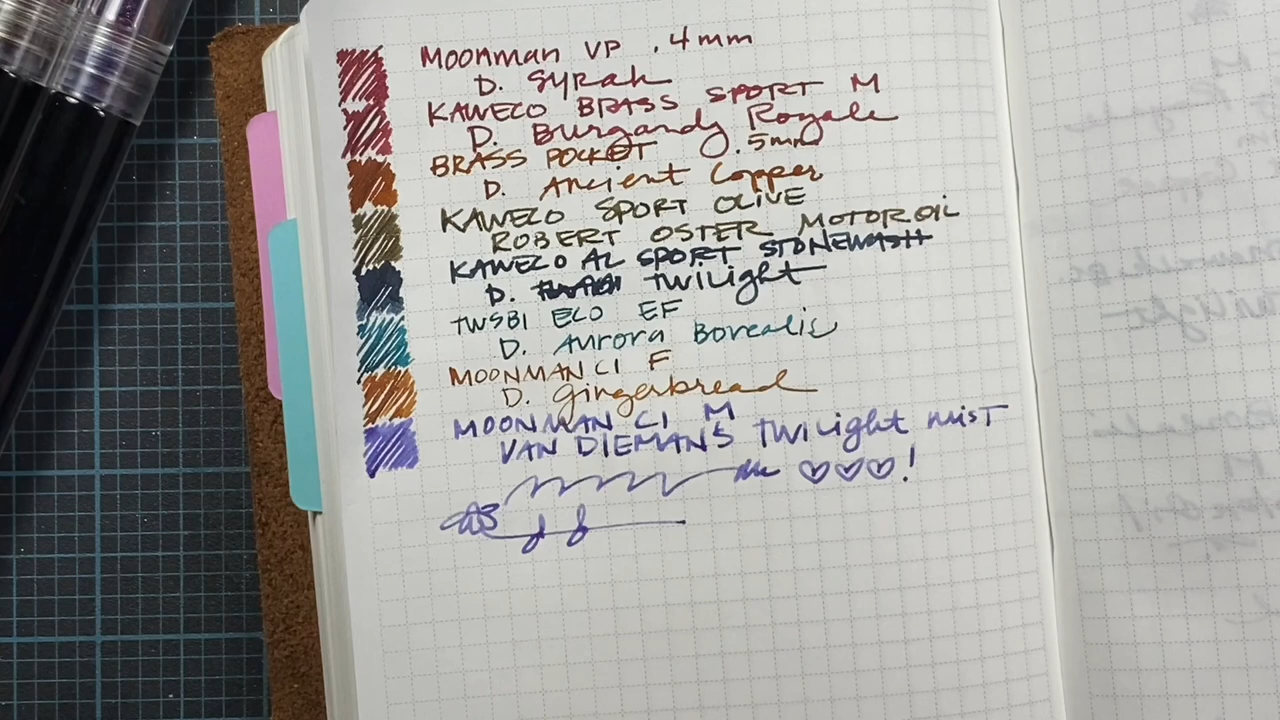 MOONMAN VP .4mm
D. Syrah
KAWECO BRASS SPORT M
D. Burgandy Royale
BRASS POCKET .5mm
D. Ancient Copper
KAWECO SPORT OLIVE
ROBERT OSTER MOTOR OIL
KAWECO AL SPORT STONEWASH
D. Twilight
TWSBI ECO EF
D. Aurora Borealis
MOONMAN C1 F
D. gingerbread
MOONMAN C1 M
VAN DIEMAN'S TWILIGHT MIST